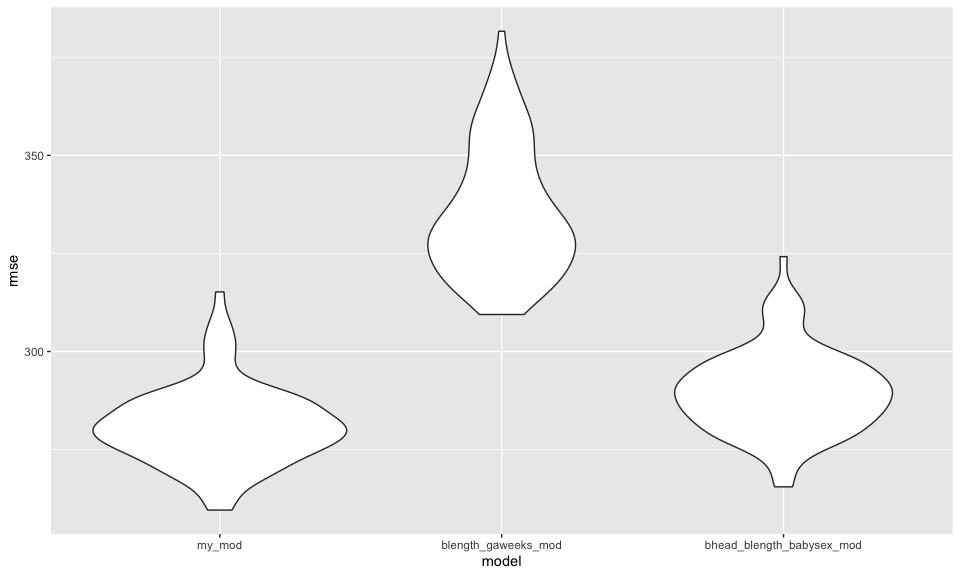 rmse
350
300
my_mod
blength_gaweeks_mod
bhead_blength_babysex_mod
model